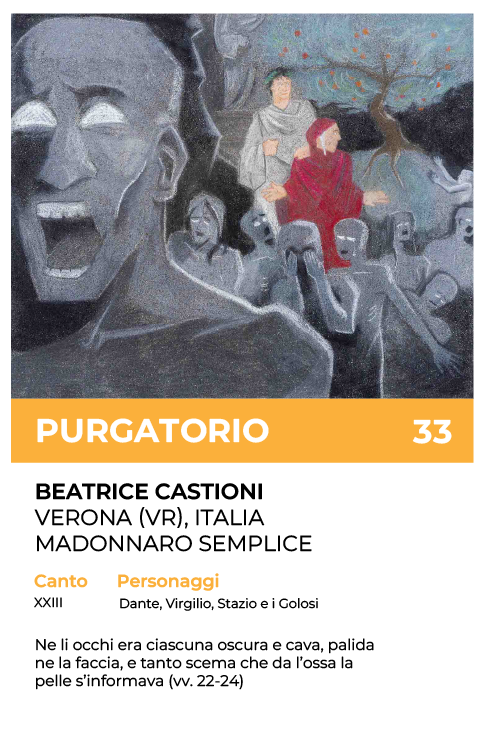 PURGATORIO 33
BEATRICE CASTIONI
VERONA (VR), ITALIA
MADONNARO SEMPLICE
Canto Personaggi
XXIII Dante, Virgilio, Stazio e i Golosi
Ne li occhi era ciascuna oscura e cava, palida
ne la faccia, e tanto scema che da l’ossa la
pelle s’informava (vv. 22-24)